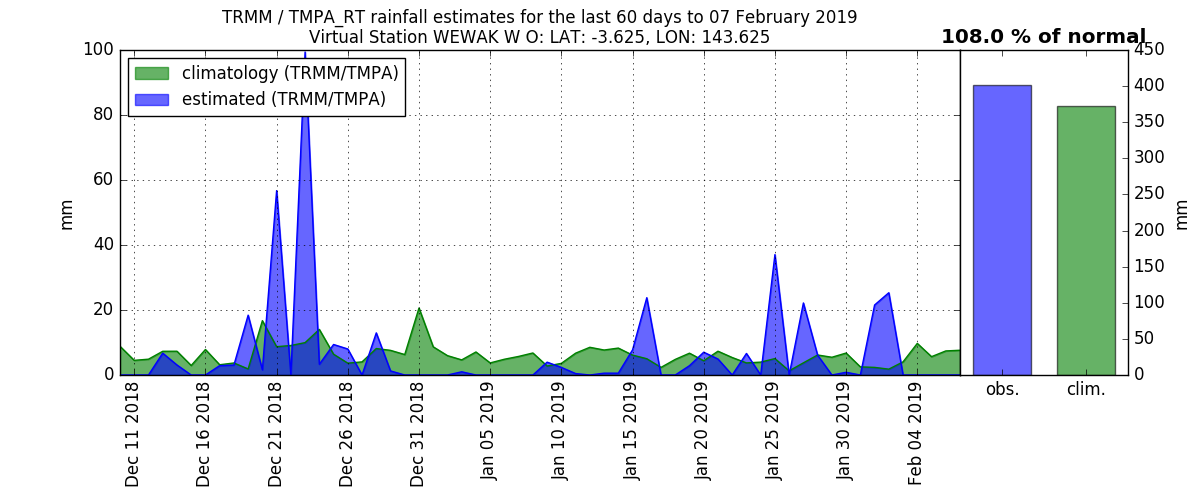 TRMM / TMPA_RT rainfall estimates for the last 60 days to 07 February 2019
Virtual Station WEWAK W O: LAT: -3.625, LON: 143.625
108.0 % of normal
climatology (TRMM/TMPA)
estimated (TRMM/TMPA)
100
80
60
40
20
0
mm
Dec 11 2018
Dec 16 2018
Dec 21 2018
Dec 26 2018
Dec 31 2018
Jan 05 2019
Jan 10 2019
Jan 15 2019
Jan 20 2019
Jan 25 2019
Jan 30 2019
Feb 04 2019
obs.
clim.
450
400
350
300
250
200
150
100
50
0
mm